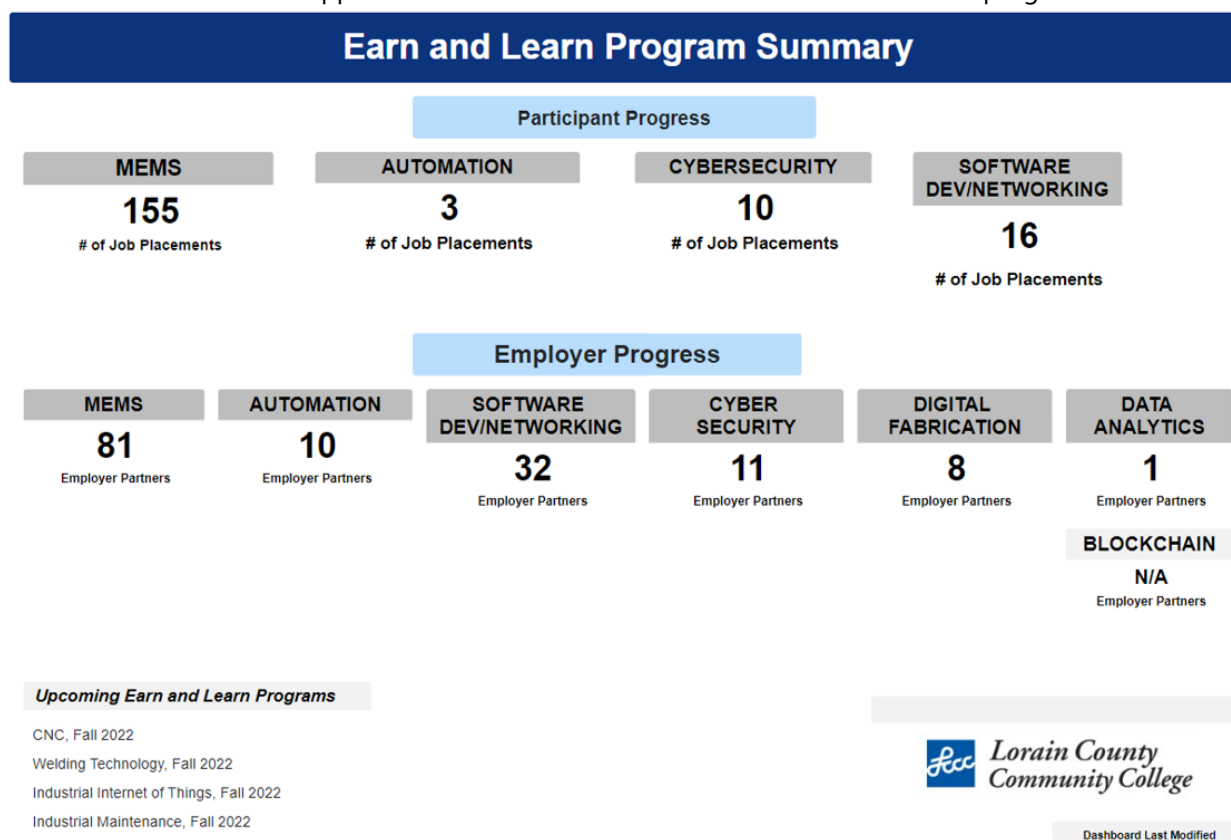 Earn and Learn Program Summary
Participant Progress
MEMS
155
# of Job Placements
AUTOMATION
3
# of Job Placements
CYBERSECURITY
10
# of Job Placements
SOFTWARE
DEV/NETWORKING
16
# of Job Placements
Employer Progress
MEMS
81
Employer Partners
AUTOMATION
10
Employer Partners
SOFTWARE
DEV/NETWORKING
32
Employer Partners
CYBER
SECURITY
11
Employer Partners
DIGITAL
FABRICATION
8
Employer Partners
DATA
ANALYTICS
1
Employer Partners
BLOCKCHAIN
N/A
Employer Partners
Upcoming Earn and Learn Programs
CNC, Fall 2022
Welding Technology, Fall 2022
Industrial Internet of Things, Fall 2022
Industrial Maintenance, Fall 2022
lccc
Lorain County
Community College
Dashboard Last Modified